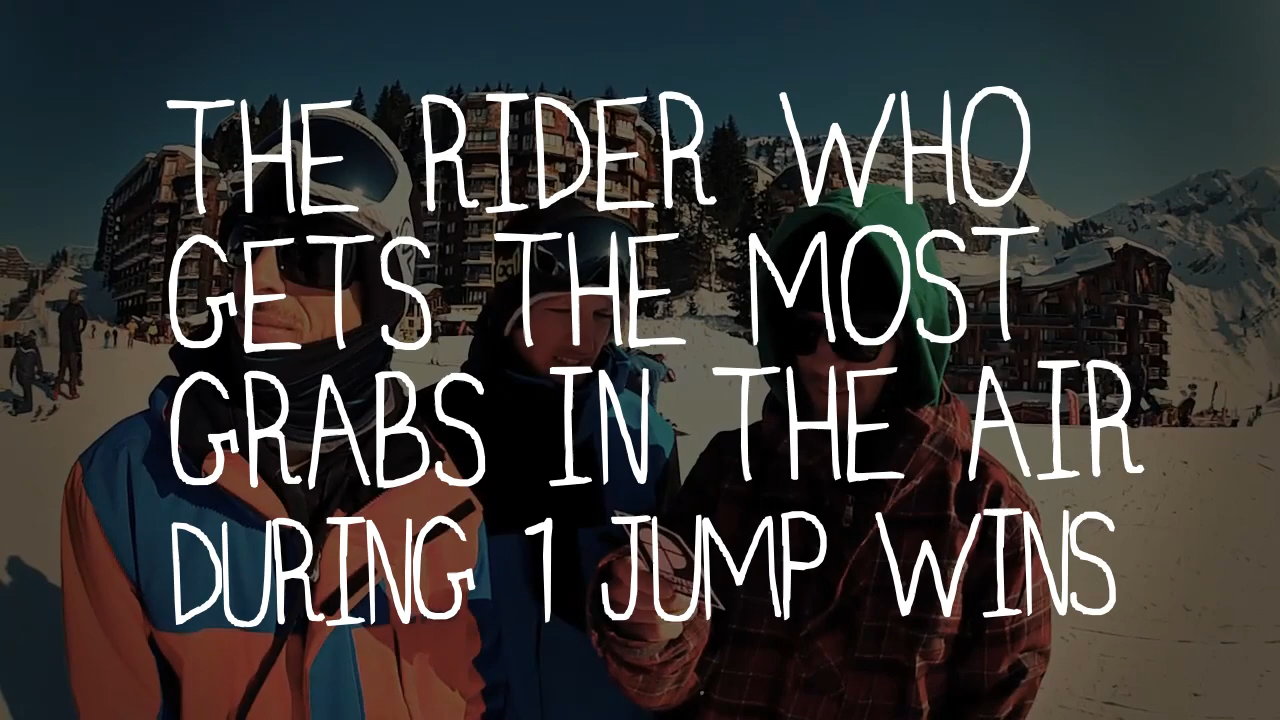 THE RIDER WHO
GETS THE MOST
GRABS IN THE AIR
DURING 1 JUMP WINS